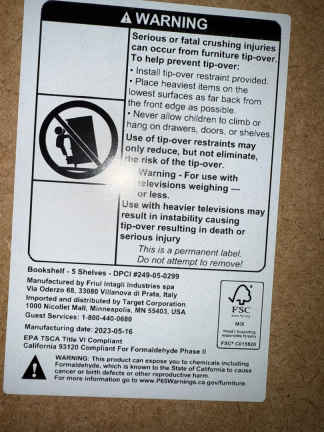 WARNING
Serious or fatal crushing injuries
can occur from furniture tip-over.
To help prevent tip-over:
• Install tip-over restraint provided.
• Place heaviest items on the
lowest surfaces as far back from
the front edge as possible.
• Never allow children to climb or
hang on drawers, doors, or shelves.
Use of tip-over restraints may
only reduce, but not eliminate,
the risk of the tip-over.
Warning - For use with
televisions weighing —
or less.
Use with heavier televisions may
result in instability causing
tip-over resulting in death or
serious injury
This is a permanent label.
Do not attempt to remove!
Bookshelf - 5 Shelves - DPCI #249-05-0299
Manufactured by Friul Intagli Industries spa
Via Oderzo 68, 33080 Villanova di Prata, Italy
Imported and distributed by Target Corporation
1000 Nicollet Mall, Minneapolis, MN 55403, USA
Guest Services: 1-800-440-0680
Manufacturing date: 2023-05-16
EPA TSCA Title VI Compliant
California 93120 Compliant For Formaldehyde Phase II
FSC
MIX
FSC® C015820
WARNING: This product can expose you to chemicals including
Formaldehyde, which is known to the State of California to cause
cancer or birth defects or other reproductive harm.
For more information go to www.P65Warnings.ca.gov/furniture.